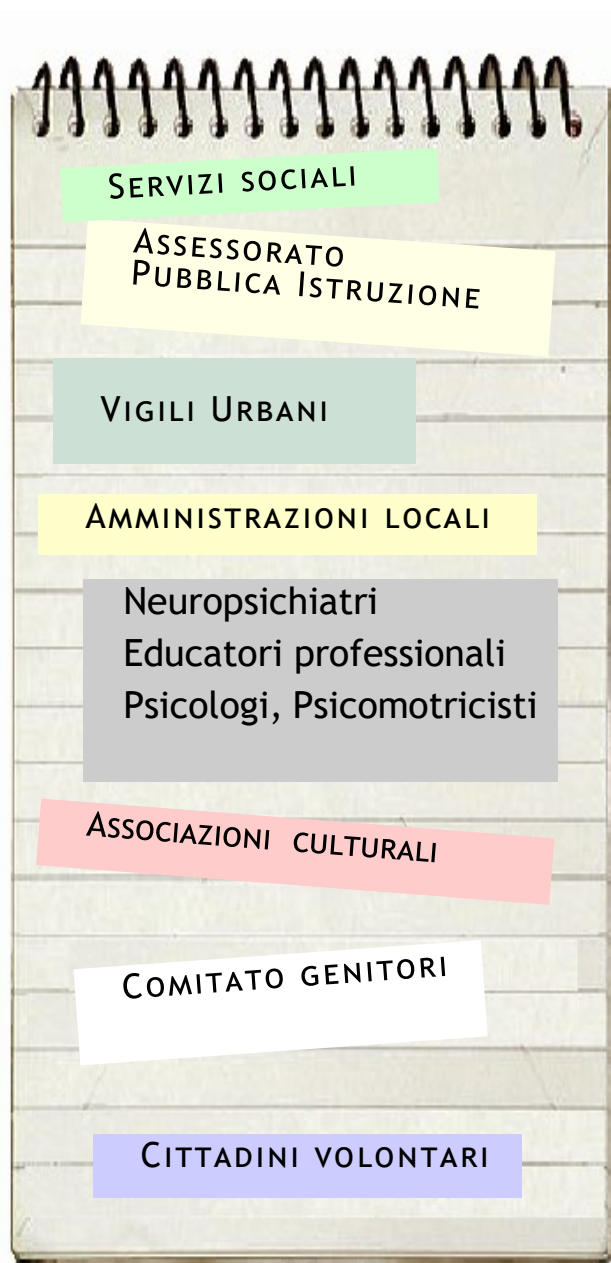 Servizi sociali
Assessorato
Pubblica Istruzione
Vigili Urbani
Amministrazioni locali
Neuropsichiatri
Educatori professionali
Psicologi, Psicomotricisti
Associazioni culturali
Comitato genitori
Cittadini volontari